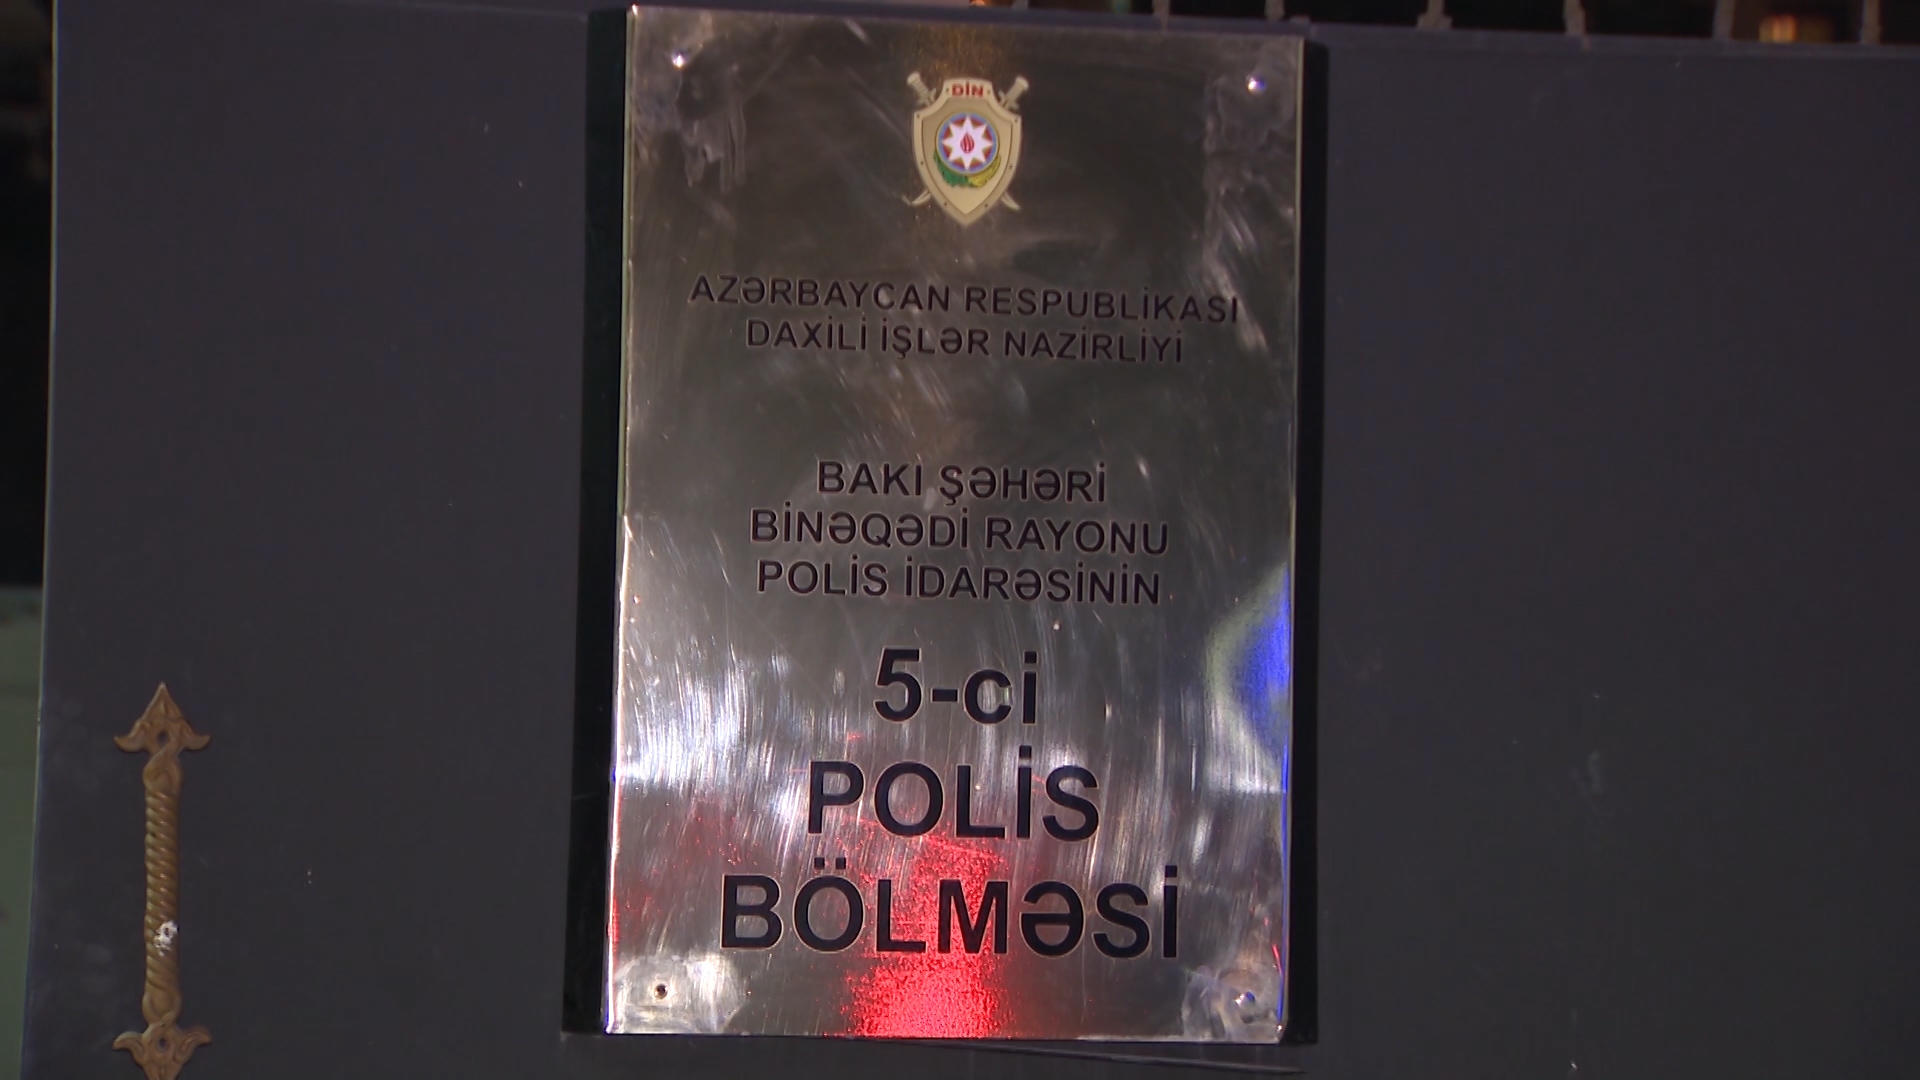 DİN
AZƏRBAYCAN RESPUBLİKASI
DAXİLİ İŞLƏR NAZİRLİYİ
BAKI ŞƏHƏRİ
BİNƏQƏDİ RAYONU
POLİS İDARƏSİNİN
5-ci
POLİS
BÖLMƏSİ